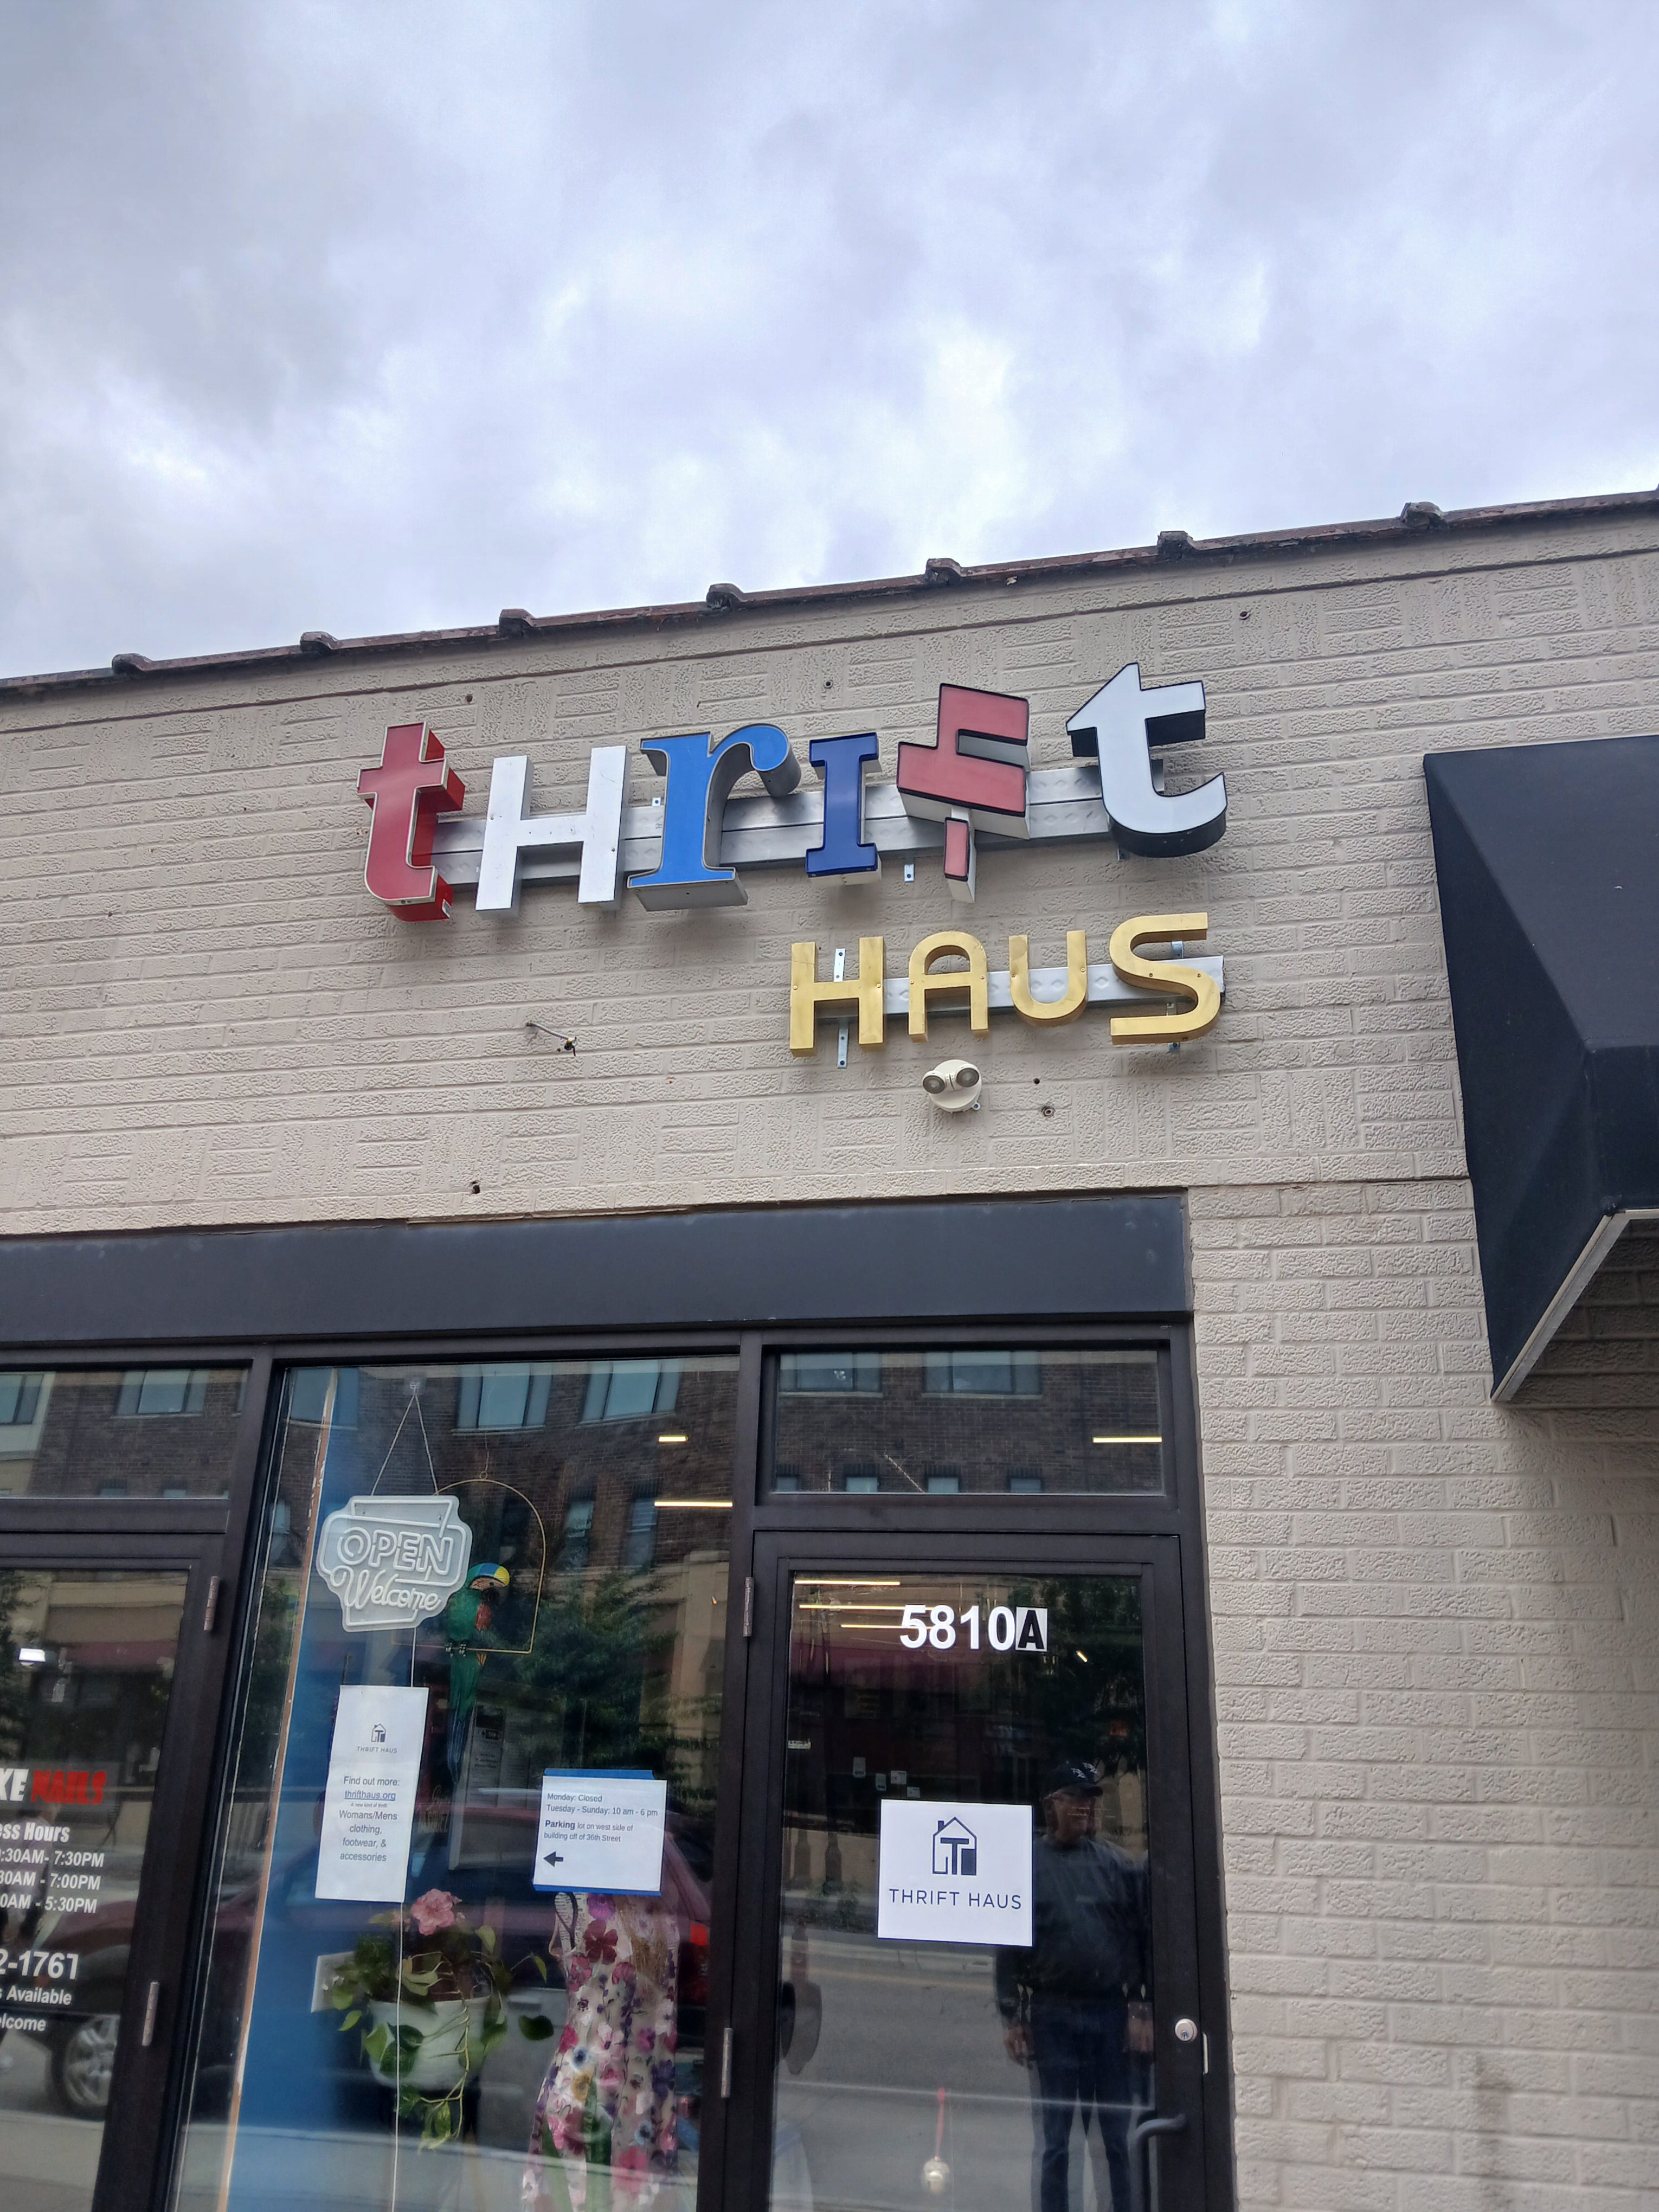 tHrIFt
HAUS
OPEN
Welcome
5810A
THRIFT HAUS
Find out more:
thrifthaus.org
Womans/Mens
clothing,
footwear, &
accessories
Monday: Closed
Tuesday - Sunday: 10 am - 6 pm
Parking lot on west side of
building off of 36th Street
THRIFT HAUS
KE NAILS
ess Hours
:30AM- 7:30PM
30AM - 7:00PM
0AM - 5:30PM
2-1767
s Available
elcome